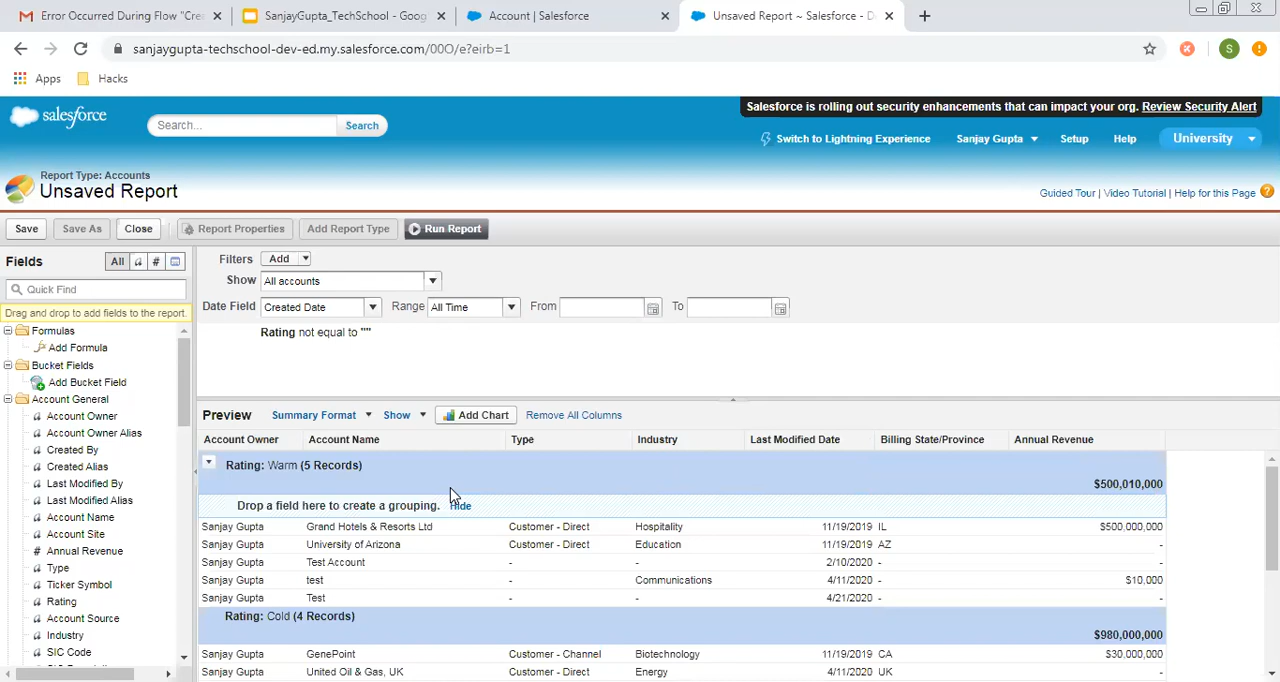 Error Occurred During Flow "Cre
SanjayGupta_TechSchool - Goog
Account | Salesforce
Unsaved Report ~ Salesforce - D
sanjaygupta-techschool-dev-ed.my.salesforce.com/00O/e?eirb=1
S
Apps
Hacks
salesforce
Search...
Search
Salesforce is rolling out security enhancements that can impact your org. Review Security Alert
Switch to Lightning Experience
Sanjay Gupta
Setup
Help
University
Report Type: Accounts
Unsaved Report
Guided Tour | Video Tutorial | Help for this Page
Save
Save As
Close
Report Properties
Add Report Type
Run Report
Fields
All
a
#
Quick Find
Drag and drop to add fields to the report.
Formulas
Add Formula
Bucket Fields
Add Bucket Field
Account General
a Account Owner
a Account Owner Alias
a Created By
a Created Alias
a Last Modified By
a Last Modified Alias
a Account Name
a Account Site
# Annual Revenue
a Type
a Ticker Symbol
a Rating
a Account Source
a Industry
a SIC Code
Filters Add
Show All accounts
Date Field Created Date Range All Time From To
Rating not equal to ""
Preview Summary Format Show Add Chart Remove All Columns
Account Owner Account Name Type Industry Last Modified Date Billing State/Province Annual Revenue
Rating: Warm (5 Records)
$500,010,000
Drop a field here to create a grouping. Hide
Sanjay Gupta Grand Hotels & Resorts Ltd Customer - Direct Hospitality 11/19/2019 IL $500,000,000
Sanjay Gupta University of Arizona Customer - Direct Education 11/19/2019 AZ -
Sanjay Gupta Test Account - - 2/10/2020 - -
Sanjay Gupta test - Communications 4/11/2020 - $10,000
Sanjay Gupta Test - - 4/21/2020 - -
Rating: Cold (4 Records)
$980,000,000
Sanjay Gupta GenePoint Customer - Channel Biotechnology 11/19/2019 CA $30,000,000
Sanjay Gupta United Oil & Gas, UK Customer - Direct Energy 4/11/2020 UK -